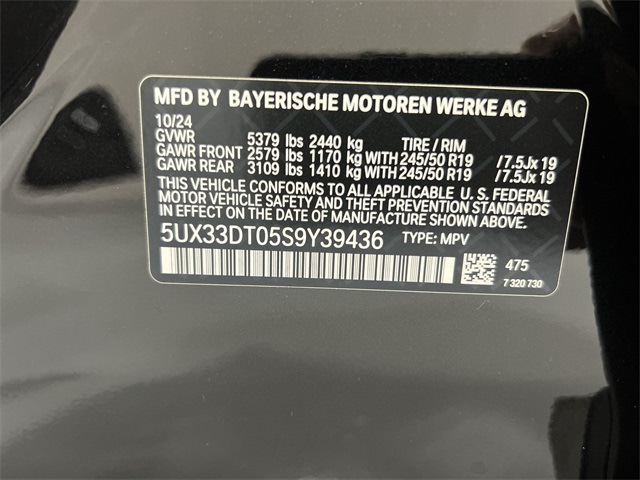 MFD BY BAYERISCHE MOTOREN WERKE AG
10/24
GVWR 5379 lbs 2440 kg TIRE / RIM
GAWR FRONT 2579 lbs 1170 kg WITH 245/50 R19 / 7.5Jx 19
GAWR REAR 3109 lbs 1410 kg WITH 245/50 R19 / 7.5Jx 19
THIS VEHICLE CONFORMS TO ALL APPLICABLE U. S. FEDERAL
MOTOR VEHICLE SAFETY AND THEFT PREVENTION STANDARDS
IN EFFECT ON THE DATE OF MANUFACTURE SHOWN ABOVE.
5UX33DT05S9Y39436 TYPE: MPV
475
7 320 730